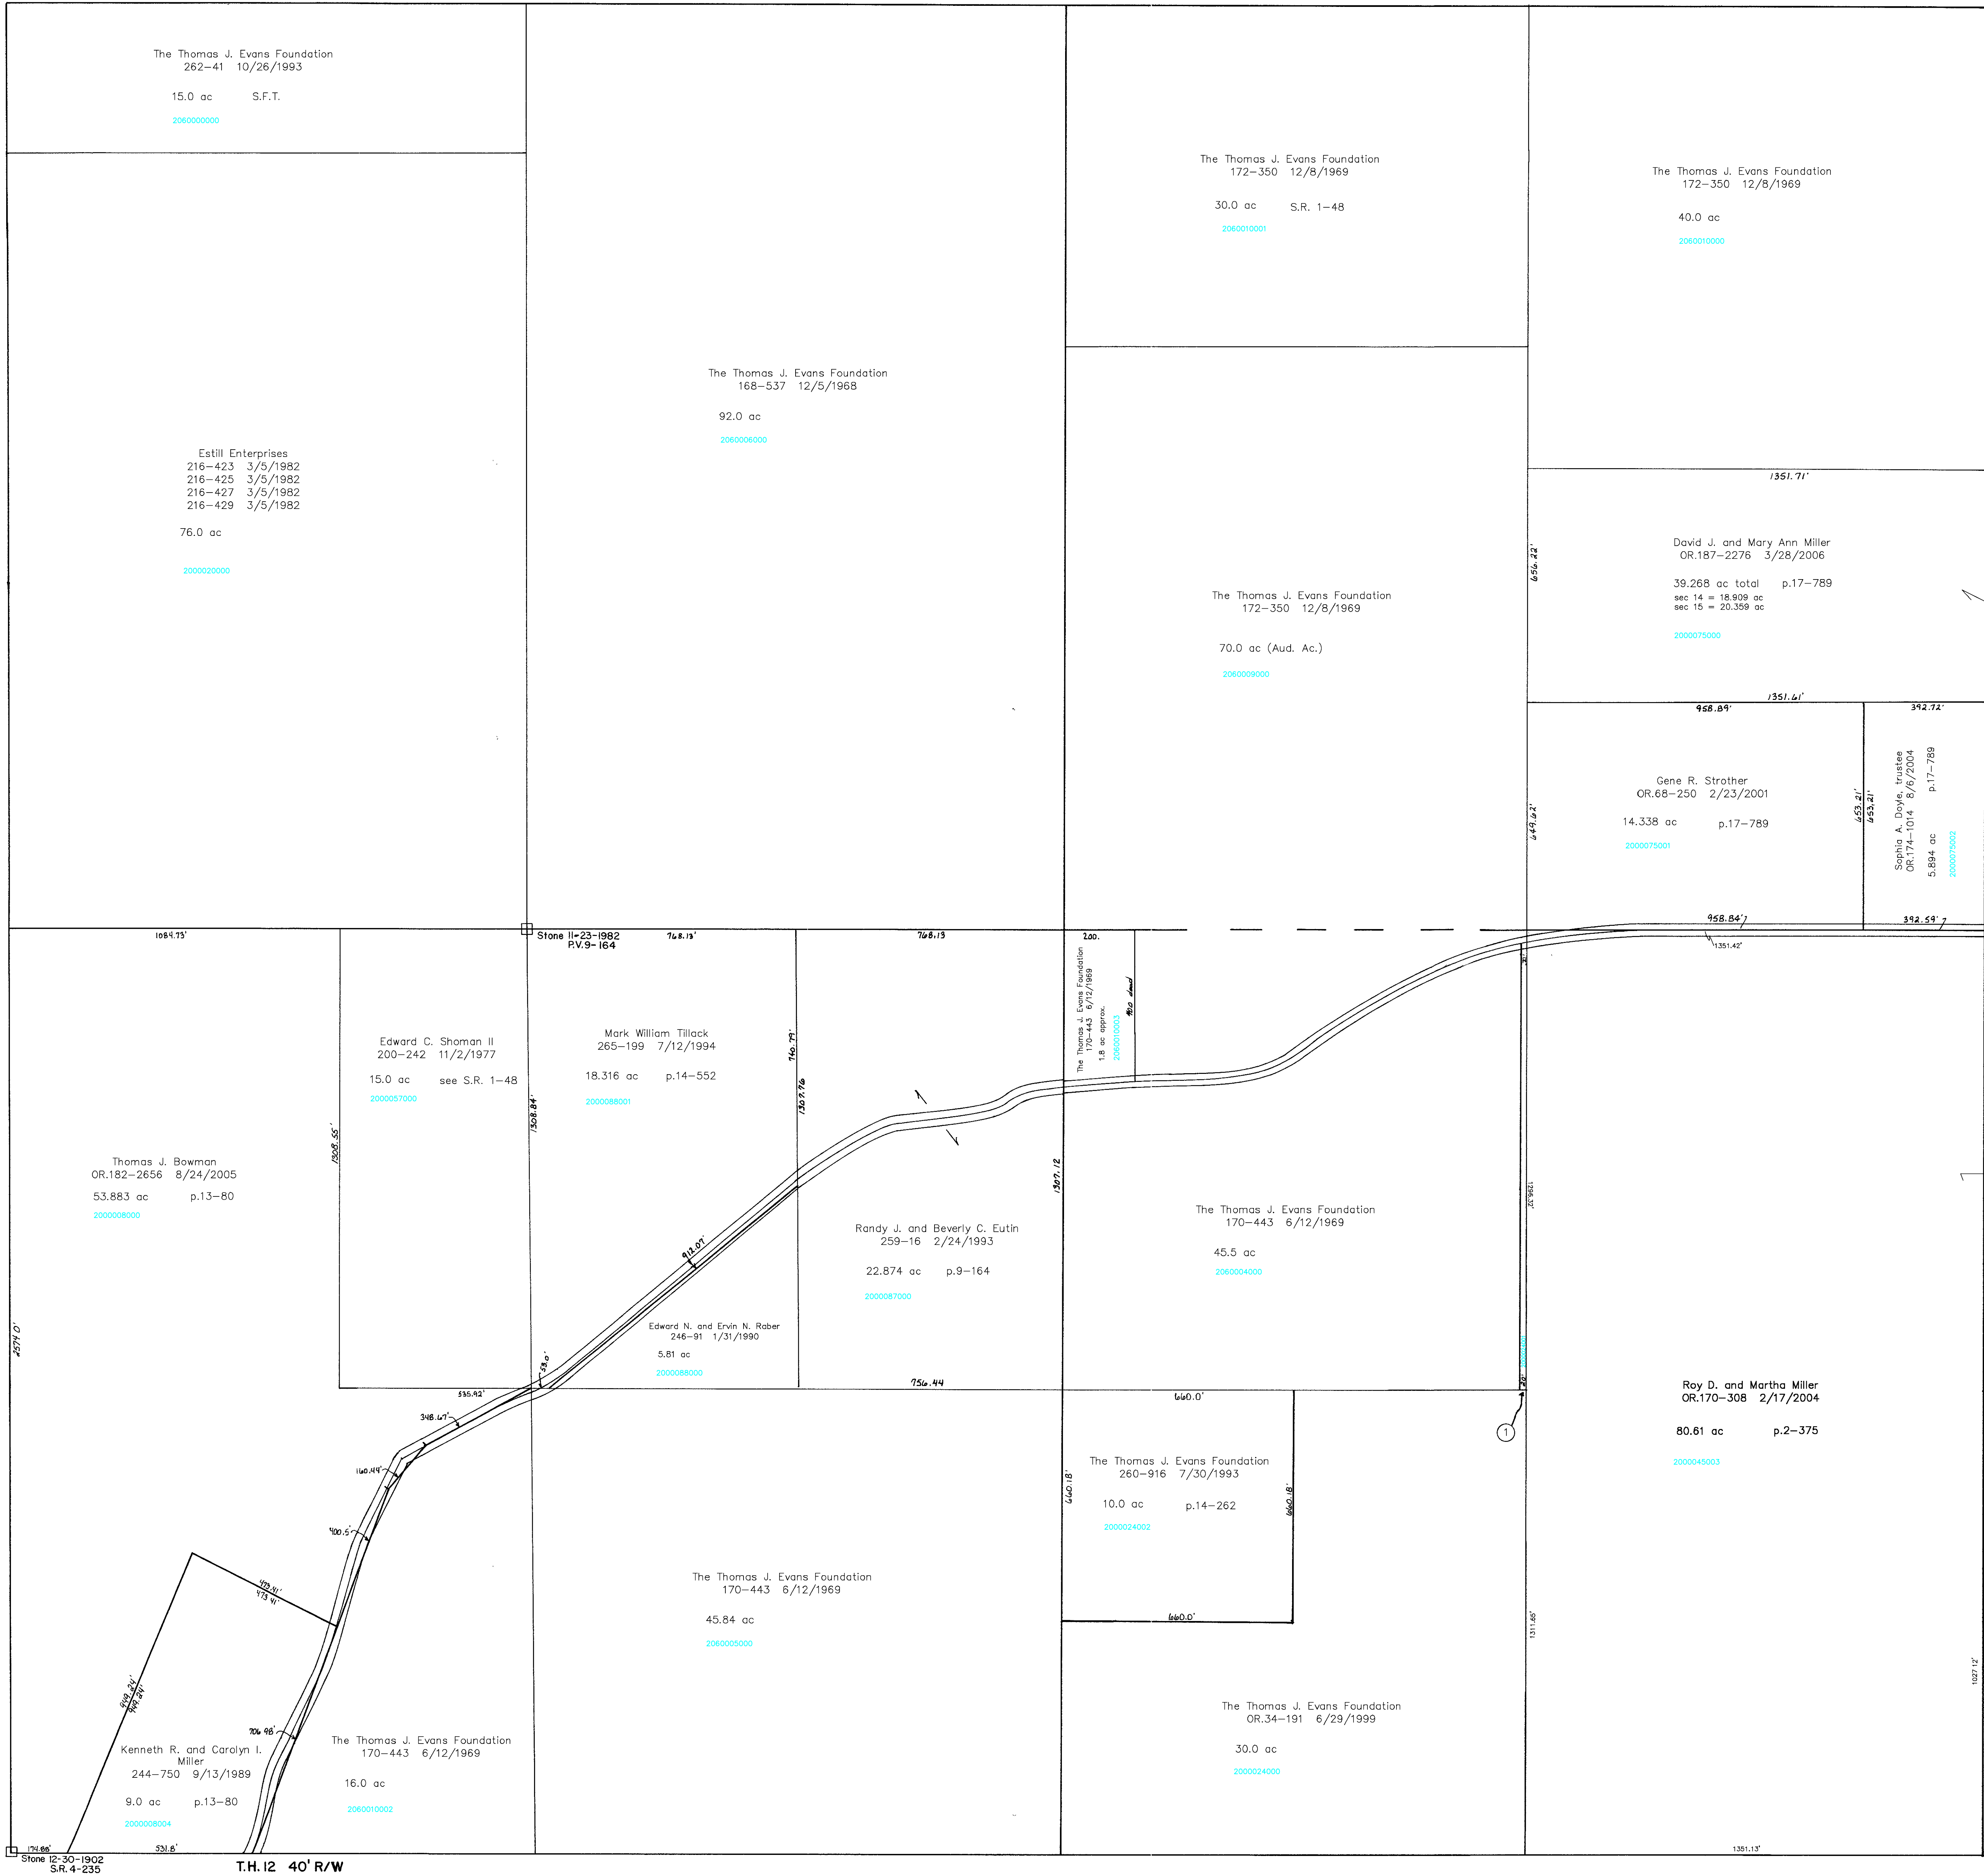 The Thomas J. Evans Foundation
262-41 10/26/1993
15.0 ac S.F.T.
2060000000
The Thomas J. Evans Foundation
172-350 12/8/1969
30.0 ac S.R. 1-48
2060010001
The Thomas J. Evans Foundation
172-350 12/8/1969
40.0 ac
2060010000
The Thomas J. Evans Foundation
168-537 12/5/1968
92.0 ac
2060006000
Estill Enterprises
216-423 3/5/1982
216-425 3/5/1982
216-427 3/5/1982
216-429 3/5/1982
76.0 ac
2000020000
1351.71'
656.22'
David J. and Mary Ann Miller
OR.187-2276 3/28/2006
39.268 ac total p.17-789
sec 14 = 18.909 ac
sec 15 = 20.359 ac
2000075000
1351.61'
The Thomas J. Evans Foundation
172-350 12/8/1969
70.0 ac (Aud. Ac.)
2060009000
958.89'
392.72'
649.62'
Gene R. Strother
OR.68-250 2/23/2001
14.338 ac p.17-789
2000075001
653.21'
653.21'
Sophia A. Doyle, trustee
OR.174-1014 8/6/2004
5.894 ac p.17-789
2000075002
958.84'
392.59'
1351.42'
1084.73'
Stone 11-23-1982
P.V.9-164
768.13'
768.13
200.
The Thomas J. Evans Foundation
170-443 6/12/1969
1.8 ac approx.
2060010003
Edward C. Shoman II
200-242 11/2/1977
15.0 ac see S.R. 1-48
2000057000
Mark William Tillack
265-199 7/12/1994
18.316 ac p.14-552
2000088001
740.79'
1307.76
1308.84'
1308.55'
Thomas J. Bowman
OR.182-2656 8/24/2005
53.883 ac p.13-80
2000008000
2574.0'
1307.12
Randy J. and Beverly C. Eutin
259-16 2/24/1993
22.874 ac p.9-164
2000087000
The Thomas J. Evans Foundation
170-443 6/12/1969
45.5 ac
2060004000
1296.32'
912.07'
Edward N. and Ervin N. Raber
246-91 1/31/1990
5.81 ac
2000088000
53.0'
535.92'
756.44
660.0'
20'
1
Roy D. and Martha Miller
OR.170-308 2/17/2004
80.61 ac p.2-375
2000045003
348.67'
160.44'
400.5'
The Thomas J. Evans Foundation
260-916 7/30/1993
10.0 ac p.14-262
2000024002
660.18'
660.18'
660.0'
473.41'
473.41'
The Thomas J. Evans Foundation
170-443 6/12/1969
45.84 ac
2060005000
1311.65'
1027.12'
949.24'
949.24'
706.98'
The Thomas J. Evans Foundation
OR.34-191 6/29/1999
30.0 ac
2000024000
Kenneth R. and Carolyn I.
Miller
244-750 9/13/1989
9.0 ac p.13-80
2000008004
The Thomas J. Evans Foundation
170-443 6/12/1969
16.0 ac
2060010002
174.88'
531.8'
1351.13'
Stone 12-30-1902
S.R. 4-235
T.H. 12 40' R/W